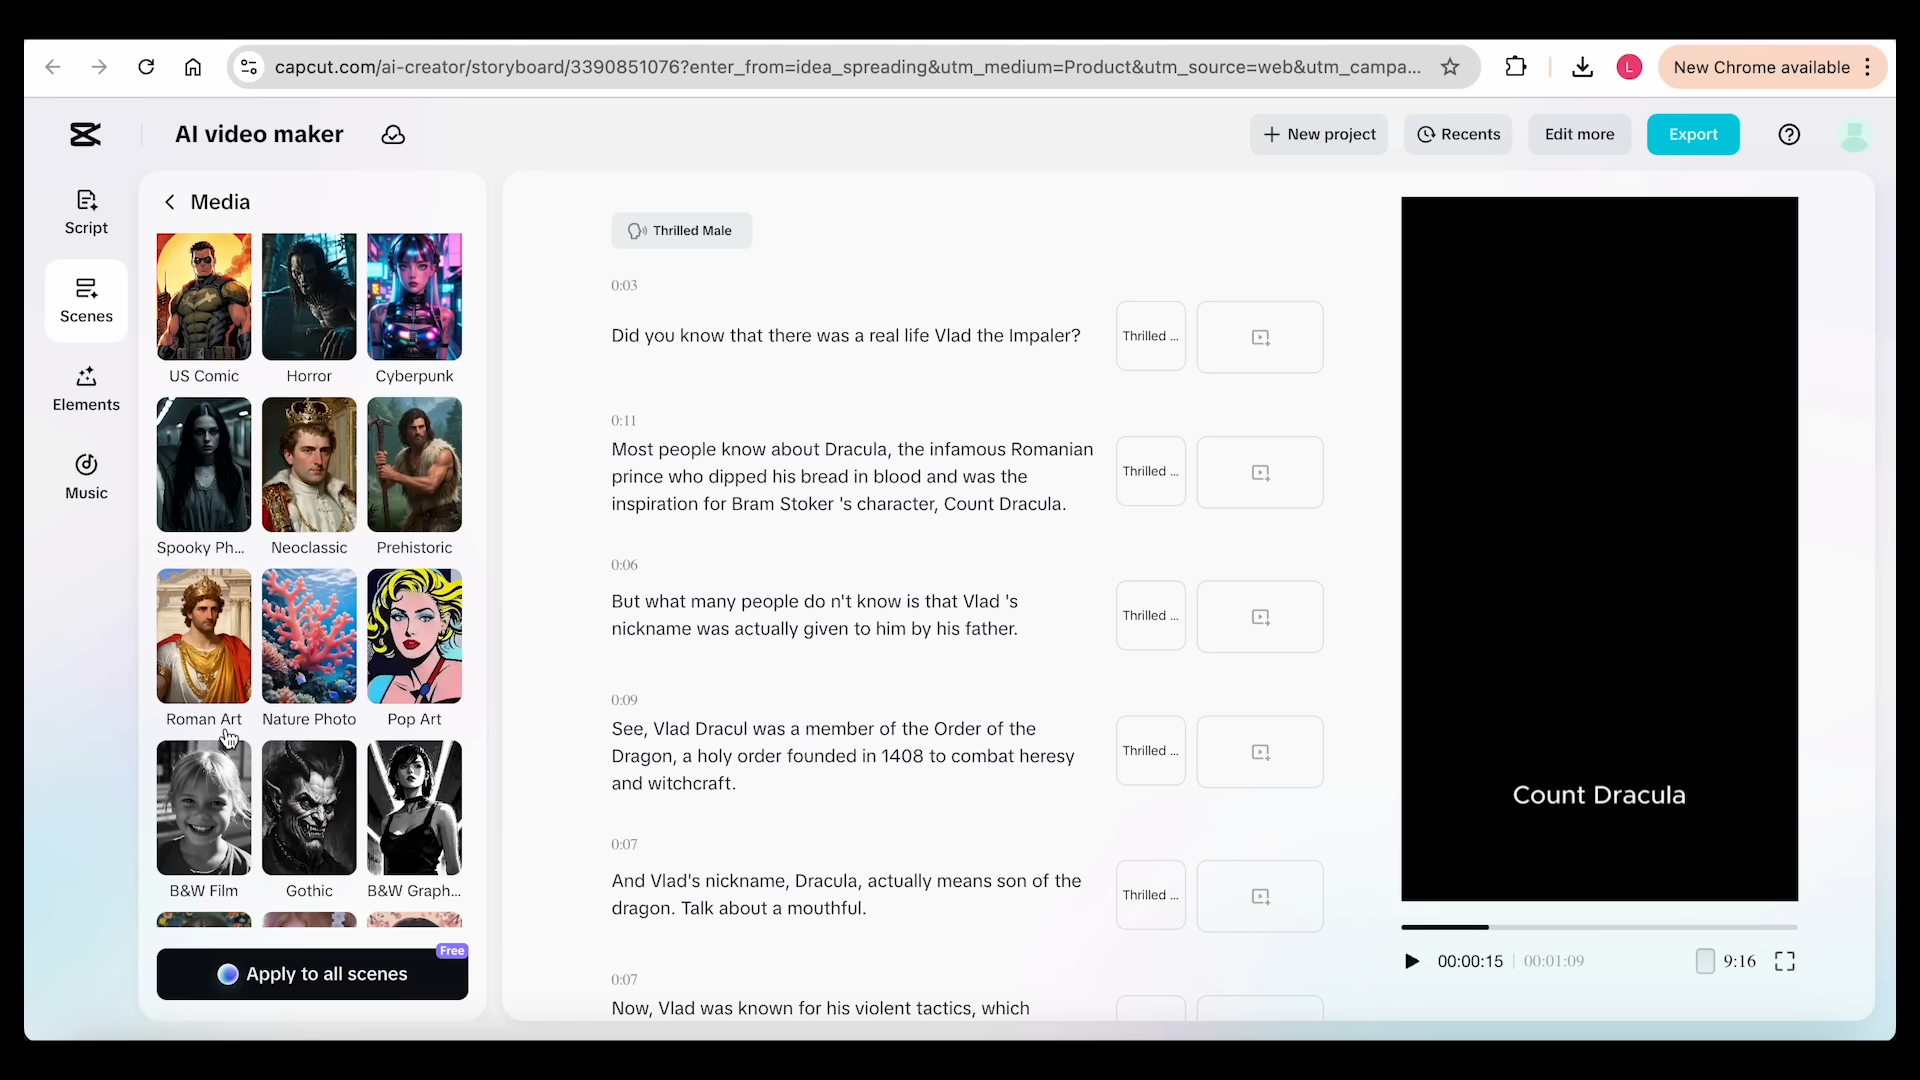 capcut.com/ai-creator/storyboard/3390851076?enter_from=idea_spreading&utm_medium=Product&utm_source=web&utm_campa...
L
New Chrome available
AI video maker
New project
Recents
Edit more
Export
Script
Scenes
Elements
Music
Media
US Comic
Horror
Cyberpunk
Spooky Ph...
Neoclassic
Prehistoric
Roman Art
Nature Photo
Pop Art
B&W Film
Gothic
B&W Graph...
Free
Apply to all scenes
Thrilled Male
0:03
Did you know that there was a real life Vlad the Impaler?
Thrilled ...
0:11
Most people know about Dracula, the infamous Romanian
prince who dipped his bread in blood and was the
inspiration for Bram Stoker 's character, Count Dracula.
Thrilled ...
0:06
But what many people do n't know is that Vlad 's
nickname was actually given to him by his father.
Thrilled ...
0:09
See, Vlad Dracul was a member of the Order of the
Dragon, a holy order founded in 1408 to combat heresy
and witchcraft.
Thrilled ...
0:07
And Vlad's nickname, Dracula, actually means son of the
dragon. Talk about a mouthful.
Thrilled ...
0:07
Now, Vlad was known for his violent tactics, which
Count Dracula
00:00:15
00:01:09
9:16